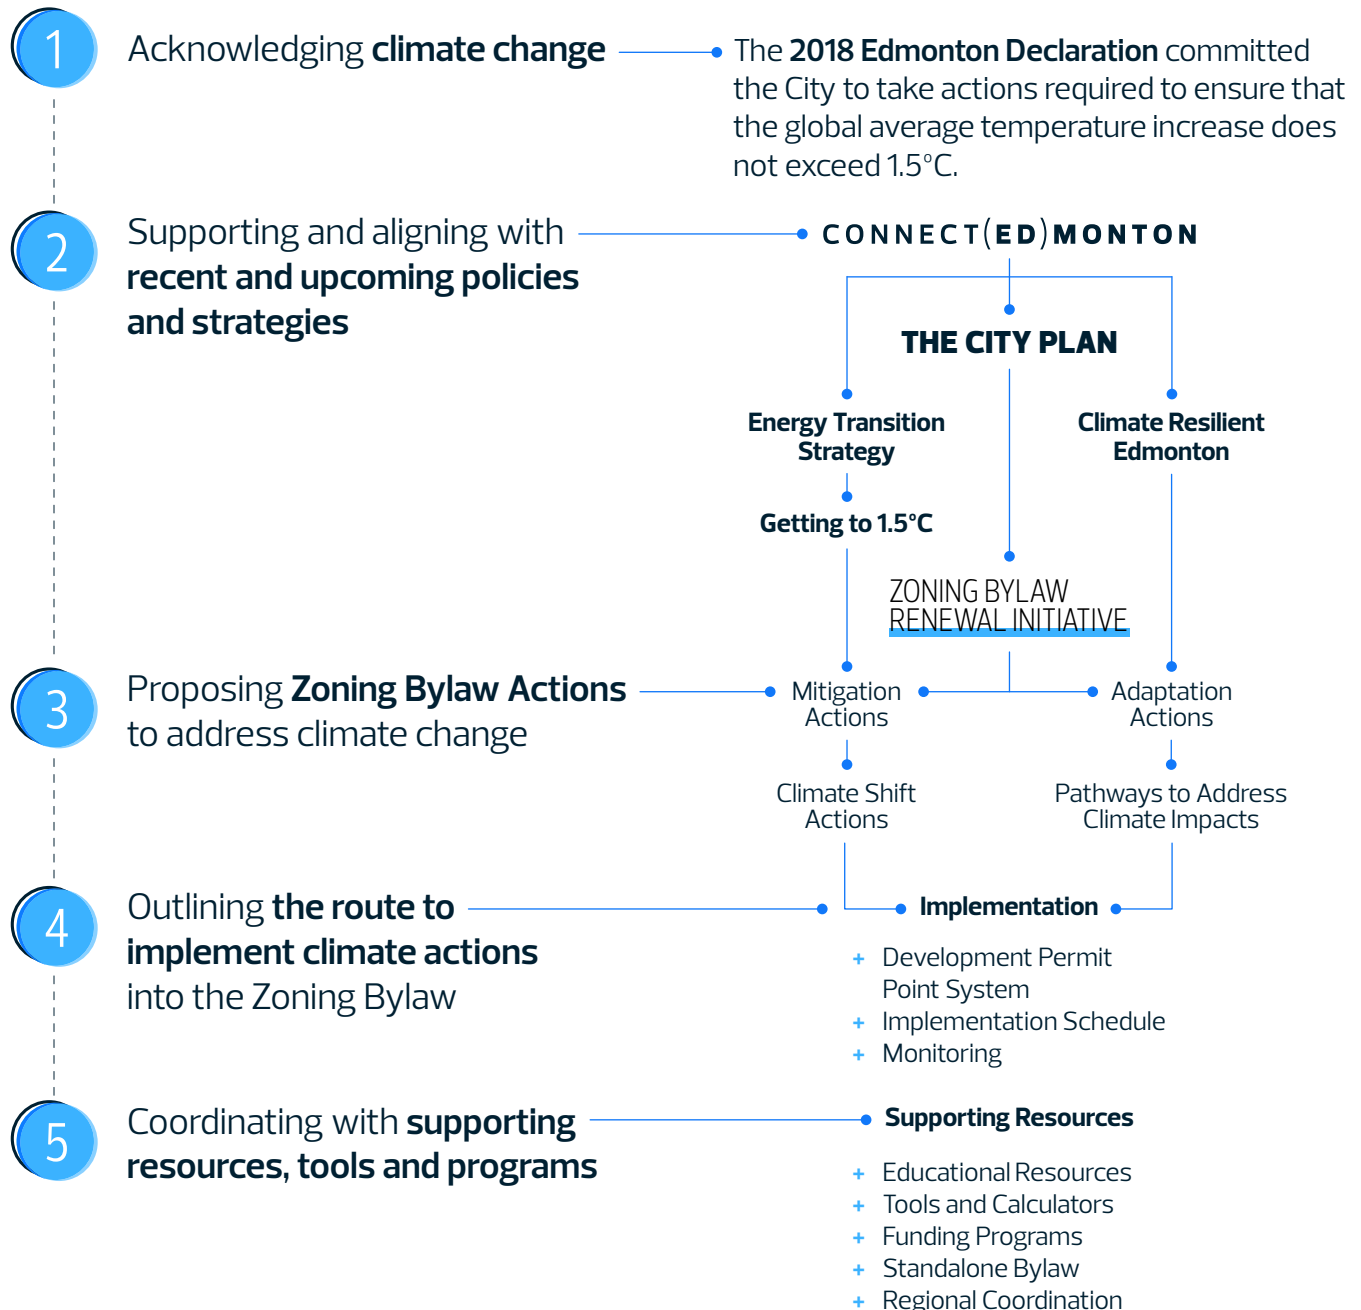 1
Acknowledging climate change
The 2018 Edmonton Declaration committed
the City to take actions required to ensure that
the global average temperature increase does
not exceed 1.5°C.
2
Supporting and aligning with
recent and upcoming policies
and strategies
CONNECT(ED)MONTON
THE CITY PLAN
Energy Transition
Strategy
Climate Resilient
Edmonton
Getting to 1.5°C
ZONING BYLAW
RENEWAL INITIATIVE
3
Proposing Zoning Bylaw Actions
to address climate change
Mitigation
Actions
Adaptation
Actions
Climate Shift
Actions
Pathways to Address
Climate Impacts
4
Outlining the route to
implement climate actions
into the Zoning Bylaw
Implementation
+ Development Permit
Point System
+ Implementation Schedule
+ Monitoring
5
Coordinating with supporting
resources, tools and programs
Supporting Resources
+ Educational Resources
+ Tools and Calculators
+ Funding Programs
+ Standalone Bylaw
+ Regional Coordination